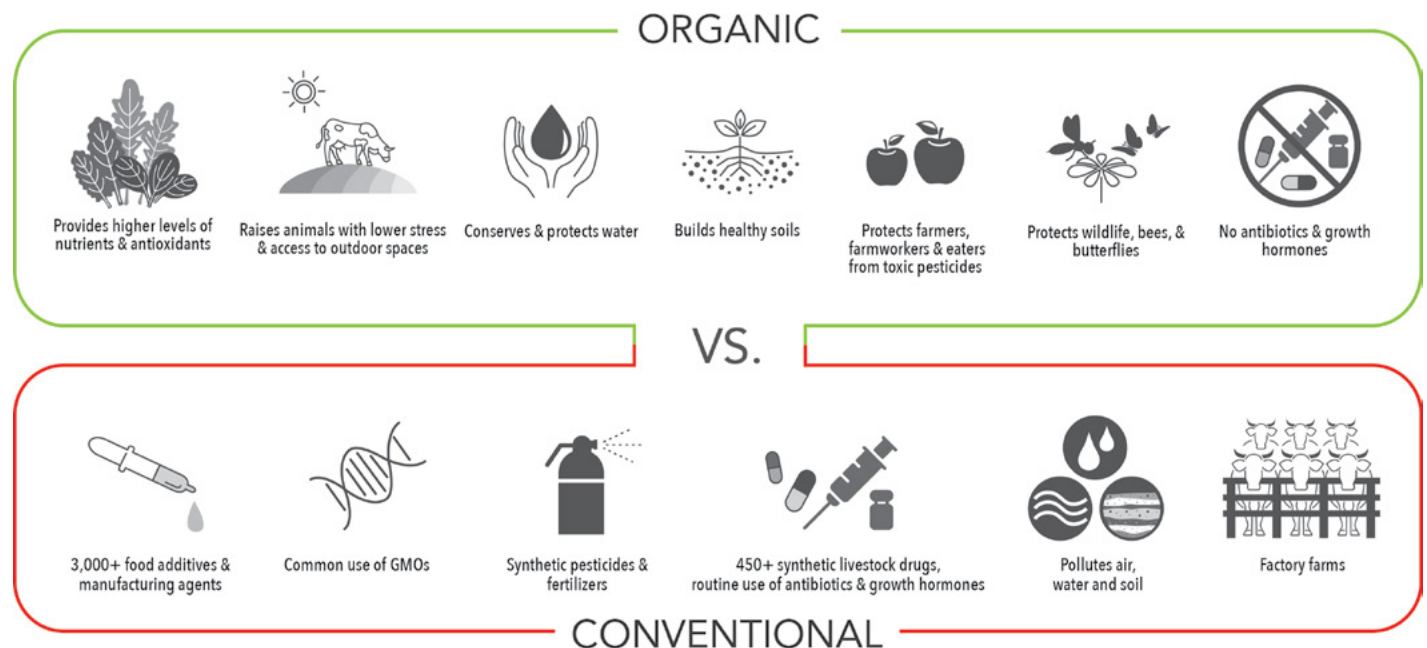 ORGANIC
Provides higher levels of
nutrients & antioxidants
Raises animals with lower stress
& access to outdoor spaces
Conserves & protects water
Builds healthy soils
Protects farmers,
farmworkers & eaters
from toxic pesticides
Protects wildlife, bees, &
butterflies
No antibiotics & growth
hormones
VS.
3,000+ food additives &
manufacturing agents
Common use of GMOs
Synthetic pesticides &
fertilizers
450+ synthetic livestock drugs,
routine use of antibiotics & growth hormones
Pollutes air,
water and soil
Factory farms
CONVENTIONAL